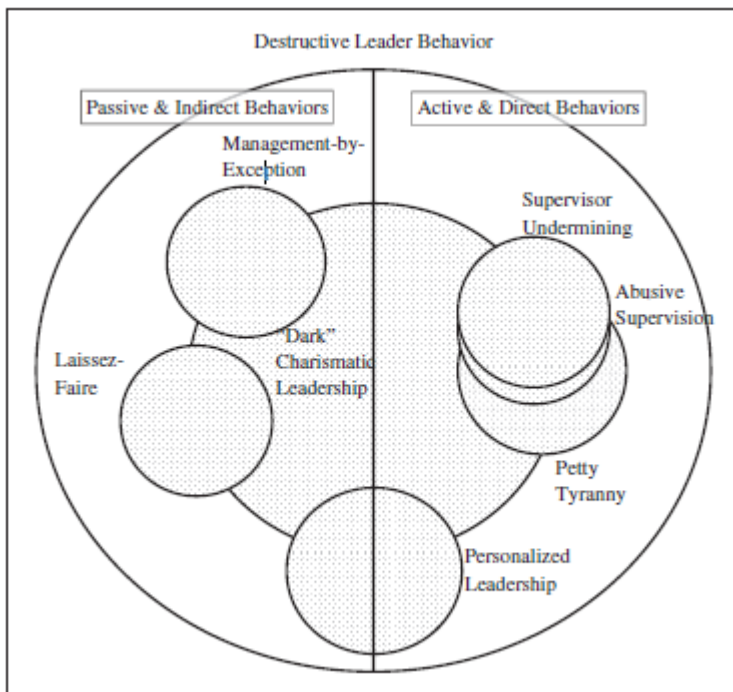 Destructive Leader Behavior
Passive & Indirect Behaviors
Active & Direct Behaviors
Management-by-
Exception
Supervisor
Undermining
Abusive
Supervision
"Dark"
Charismatic
Leadership
Laissez-
Faire
Petty
Tyranny
Personalized
Leadership